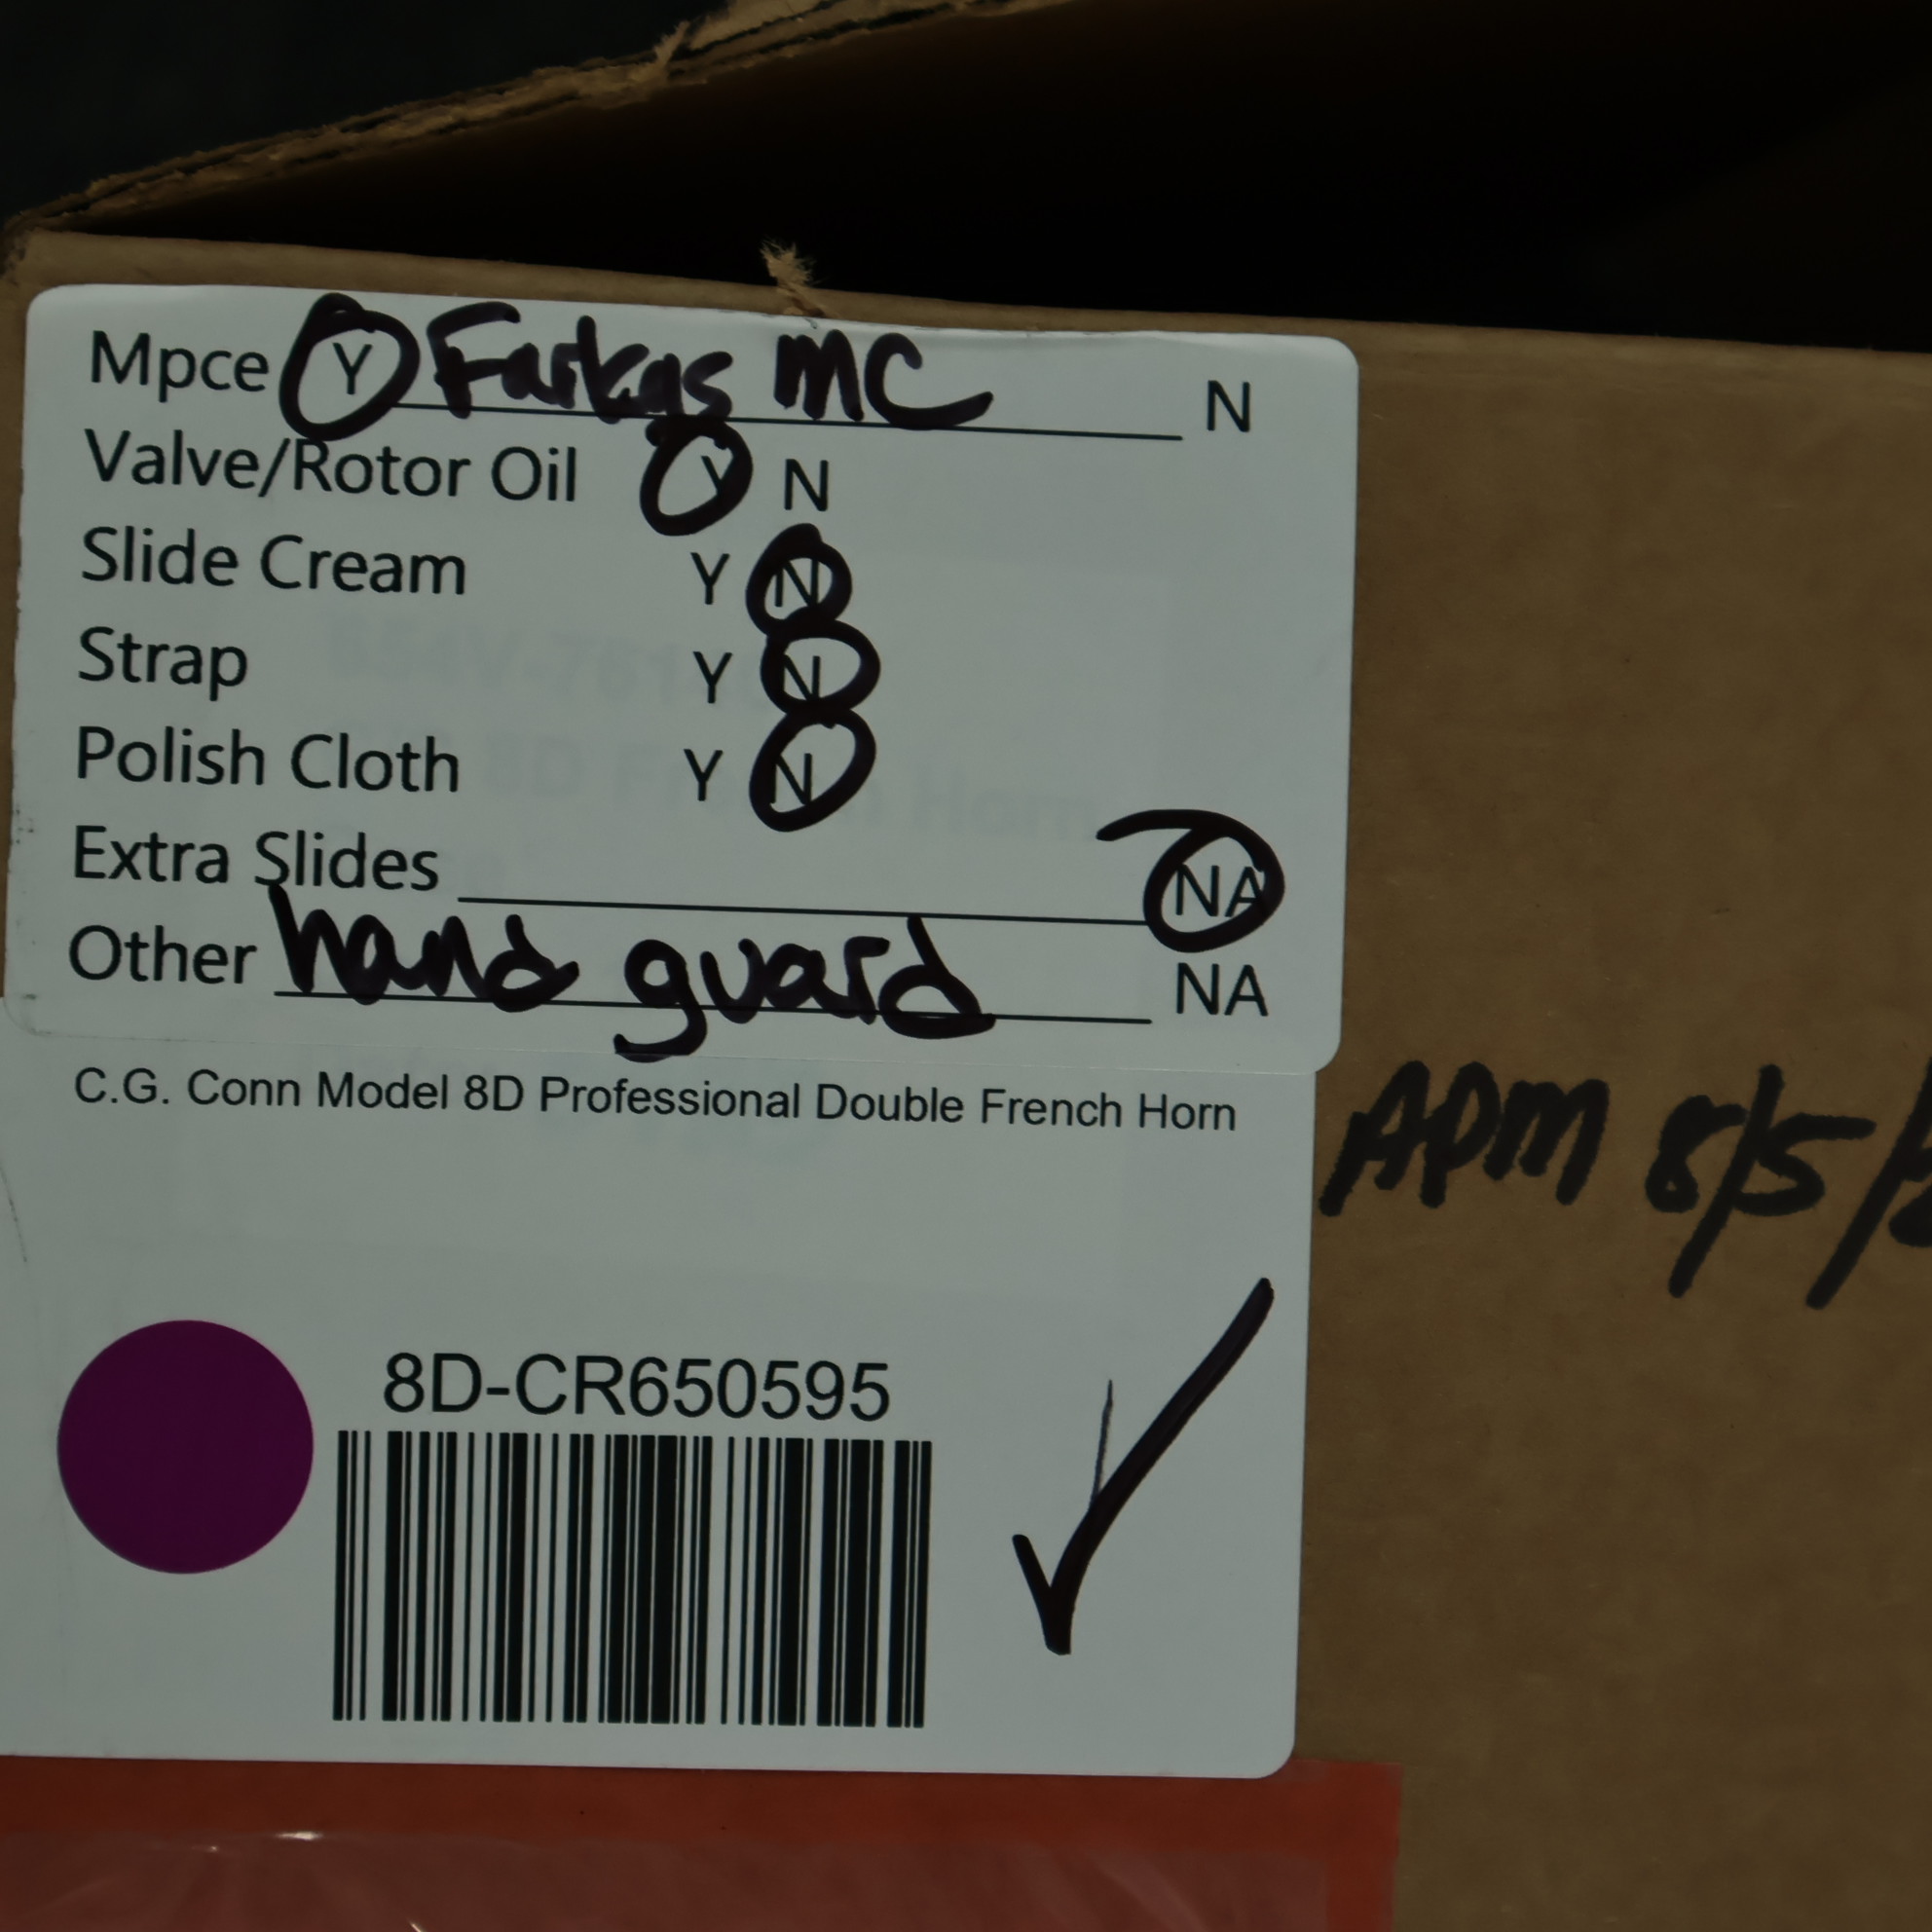 Mpce Y Farkas MC N
Valve/Rotor Oil Y N
Slide Cream Y N
Strap Y N
Polish Cloth Y N
Extra Slides NA
Other hand guard NA
C.G. Conn Model 8D Professional Double French Horn
APM 8/5/
8D-CR650595